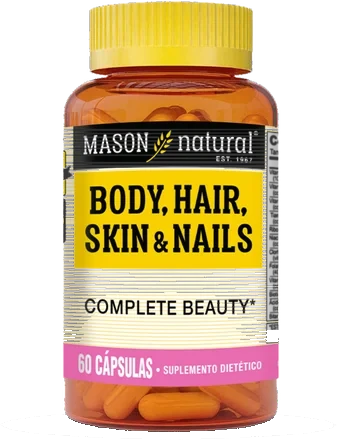 MASON natural®
EST. 1967
BODY, HAIR,
SKIN & NAILS
COMPLETE BEAUTY*
60 CÁPSULAS • SUPLEMENTO DIETÉTICO